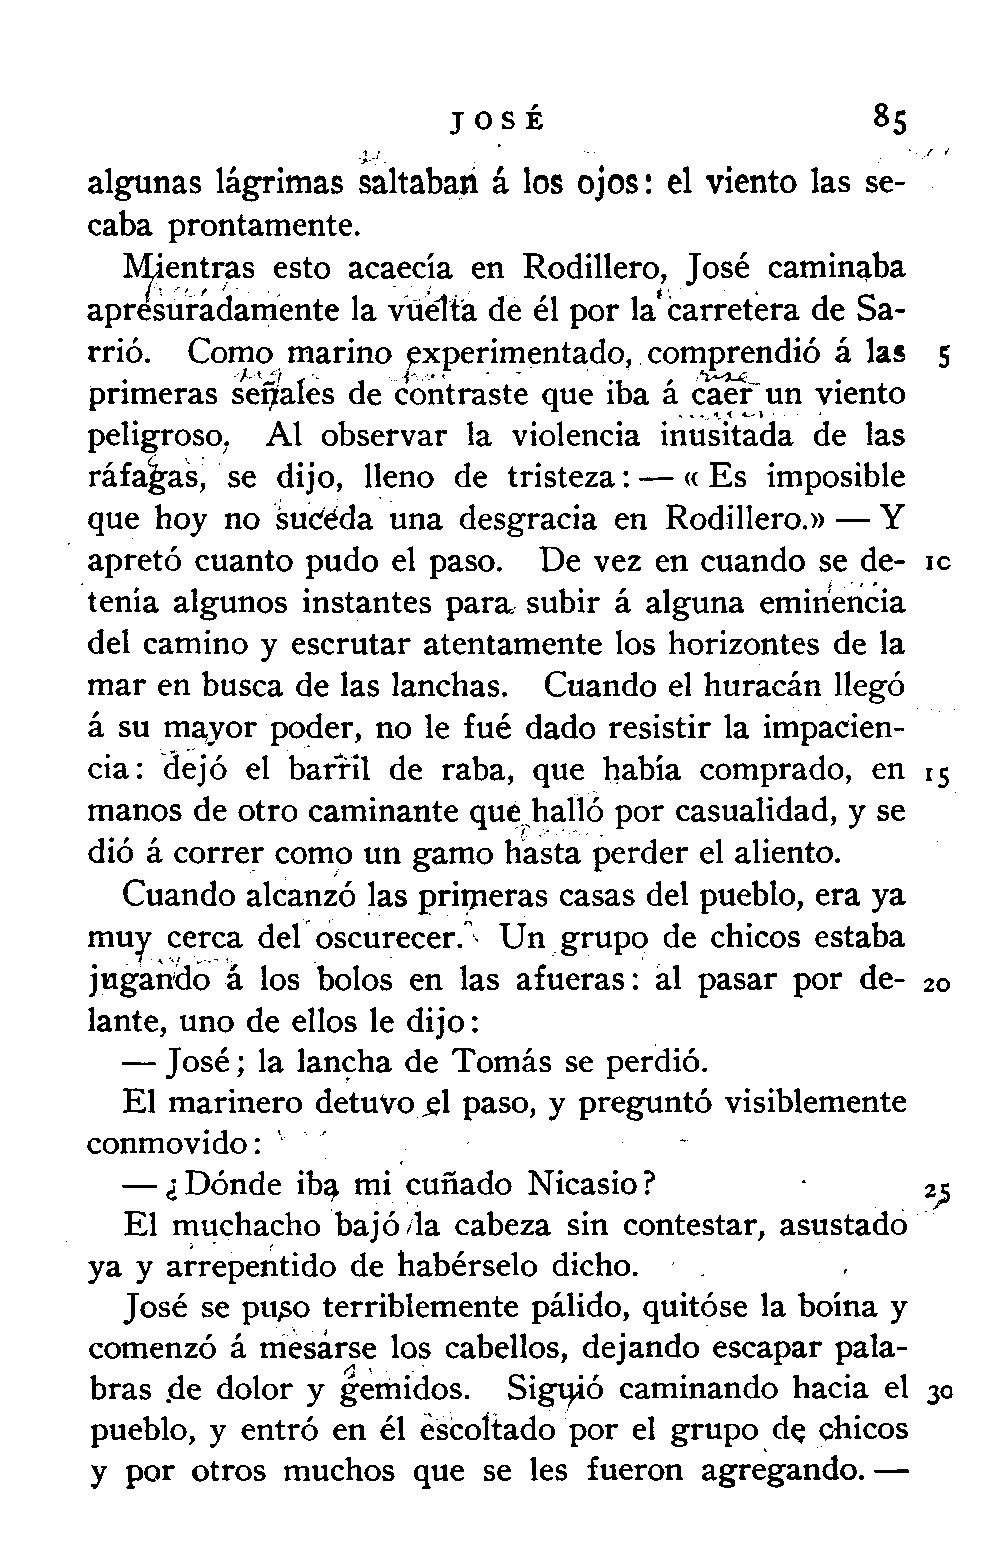 JOSÉ 85
algunas lágrimas saltaban á los ojos: el viento las se-
caba prontamente.
Mientras esto acaecía en Rodillero, José caminaba
apresuradamente la vuelta de él por la carretera de Sa-
rrió. Como marino experimentado, comprendió á las 5
primeras señales de contraste que iba á caer un viento
peligroso, Al observar la violencia inusitada de las
ráfagas, se dijo, lleno de tristeza: — « Es imposible
que hoy no suceda una desgracia en Rodillero.» — Y
apretó cuanto pudo el paso. De vez en cuando se de- 10
tenía algunos instantes para subir á alguna eminencia
del camino y escrutar atentamente los horizontes de la
mar en busca de las lanchas. Cuando el huracán llegó
á su mayor poder, no le fué dado resistir la impacien-
cia: dejó el barril de raba, que había comprado, en 15
manos de otro caminante que halló por casualidad, y se
dió á correr como un gamo hasta perder el aliento.
Cuando alcanzó las primeras casas del pueblo, era ya
muy cerca del oscurecer. Un grupo de chicos estaba
jugando á los bolos en las afueras: al pasar por de- 20
lante, uno de ellos le dijo:
— José; la lancha de Tomás se perdió.
El marinero detuvo el paso, y preguntó visiblemente
conmovido:
— ¿Dónde iba mi cuñado Nicasio? 25
El muchacho bajó la cabeza sin contestar, asustado
ya y arrepentido de habérselo dicho.
José se puso terriblemente pálido, quitóse la boína y
comenzó á mesarse los cabellos, dejando escapar pala-
bras de dolor y gemidos. Siguió caminando hacia el 30
pueblo, y entró en él escoltado por el grupo de chicos
y por otros muchos que se les fueron agregando. —